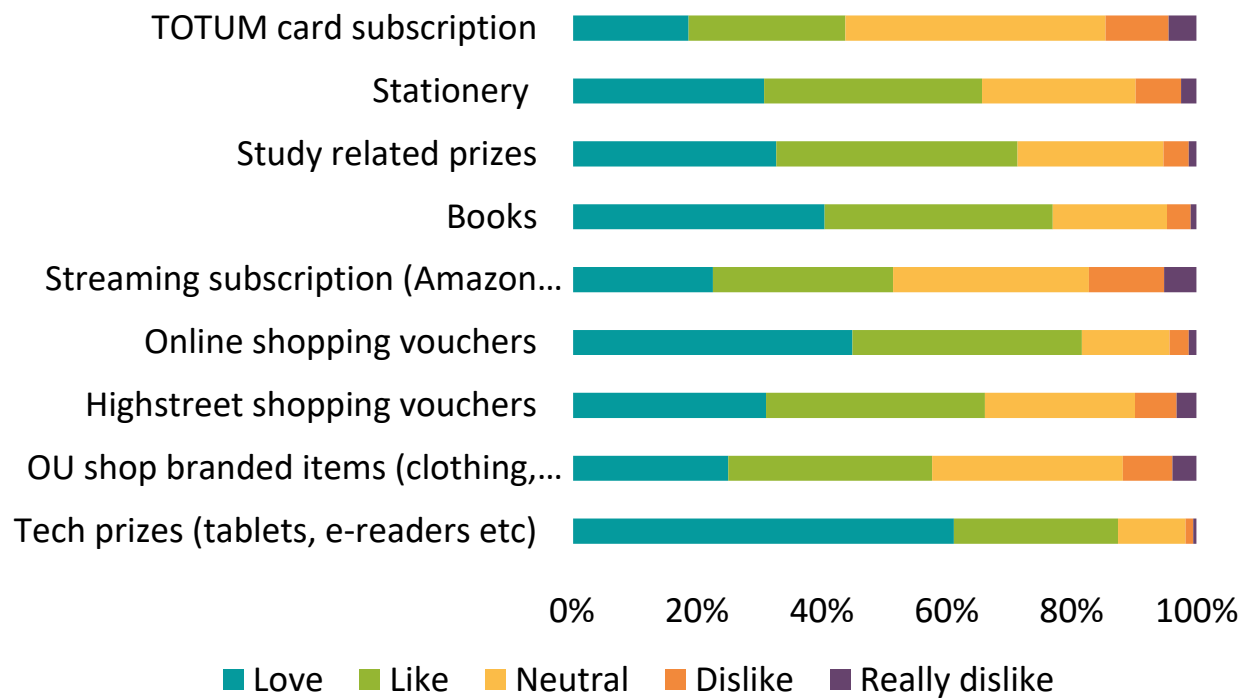 TOTUM card subscription
Stationery
Study related prizes
Books
Streaming subscription (Amazon...
Online shopping vouchers
Highstreet shopping vouchers
OU shop branded items (clothing,...
Tech prizes (tablets, e-readers etc)
0% 20% 40% 60% 80% 100%
Love Like Neutral Dislike Really dislike